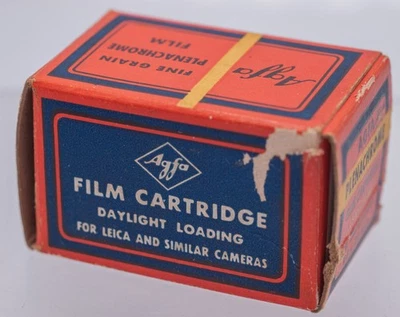 Agfa
FINE GRAIN
PLENACHROME
FILM
Agfa
FILM CARTRIDGE
DAYLIGHT LOADING
FOR LEICA AND SIMILAR CAMERAS
PLENACHROME